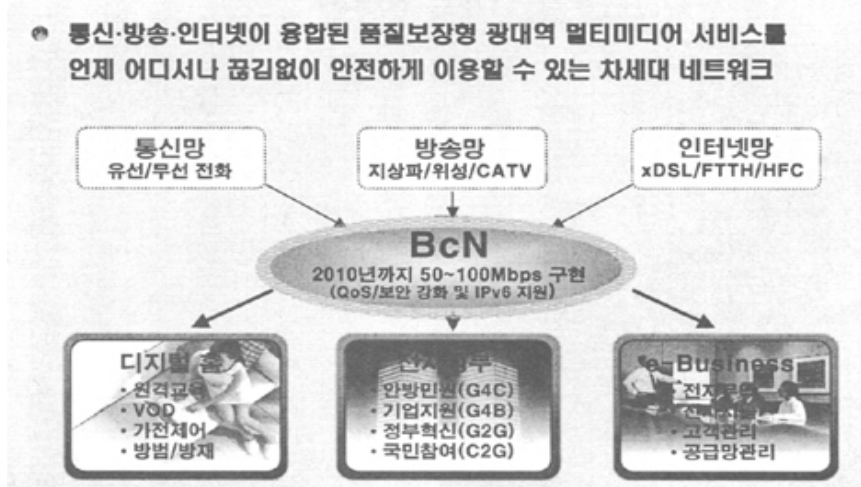 통신·방송·인터넷이 융합된 품질보장형 광대역 멀티미디어 서비스를
언제 어디서나 끊김없이 안전하게 이용할 수 있는 차세대 네트워크
통신망
유선/무선 전화
방송망
지상파/위성/CATV
인터넷망
xDSL/FTTH/HFC
BcN
2010년까지 50~100Mbps 구현
(QoS/보안 강화 및 IPv6 지원)
디지털 홈
· 원격교육
· VOD
· 가전제어
· 방범/방재
전자정부
· 안방민원(G4C)
· 기업지원(G4B)
· 정부혁신(G2G)
· 국민참여(C2G)
e-Business
· 고객관리
· 공급망관리